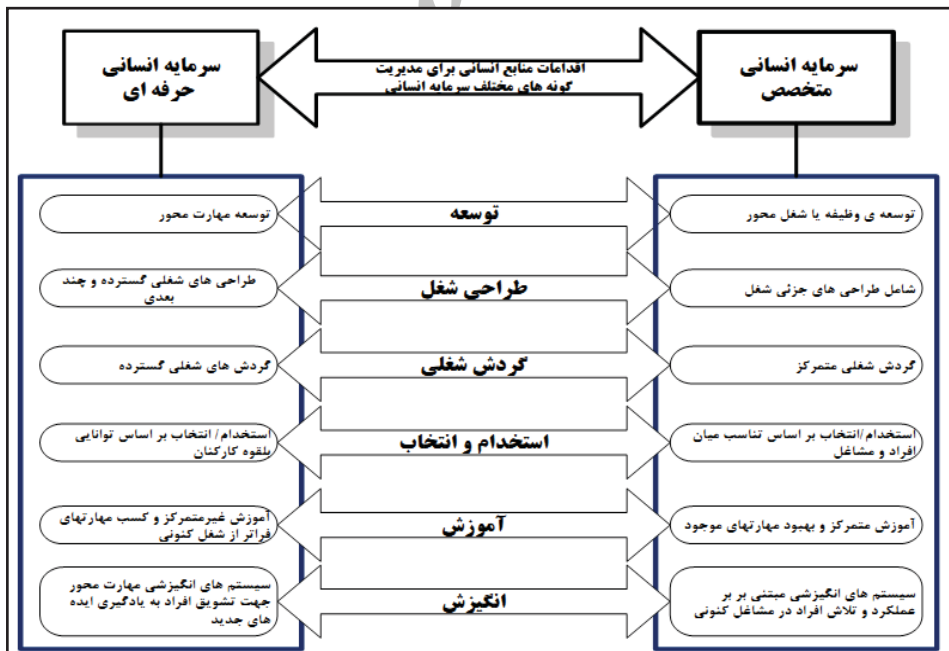 سرمایه انسانی
متخصص
اقدامات منابع انسانی برای مدیریت
گونه های مختلف سرمایه انسانی
سرمایه انسانی
حرفه ای
توسعه ی وظیفه یا شغل محور
توسعه
توسعه مهارت محور
شامل طراحی های جزئی شغل
طراحی شغل
طراحی های شغلی گسترده و چند
بعدی
گردش شغلی متمرکز
گردش شغلی
گردش های شغلی گسترده
استخدام/انتخاب بر اساس تناسب میان
افراد و مشاغل
استخدام و انتخاب
استخدام/ انتخاب بر اساس توانایی
بلقوه کارکنان
آموزش متمرکز و بهبود مهارتهای موجود
آموزش
آموزش غیرمتمرکز و کسب مهارتهای
فراتر از شغل کنونی
سیستم های انگیزشی مبتنی بر بر
عملکرد و تلاش افراد در مشاغل کنونی
انگیزش
سیستم های انگیزشی مهارت محور
جهت تشویق افراد به یادگیری ایده
های جدید